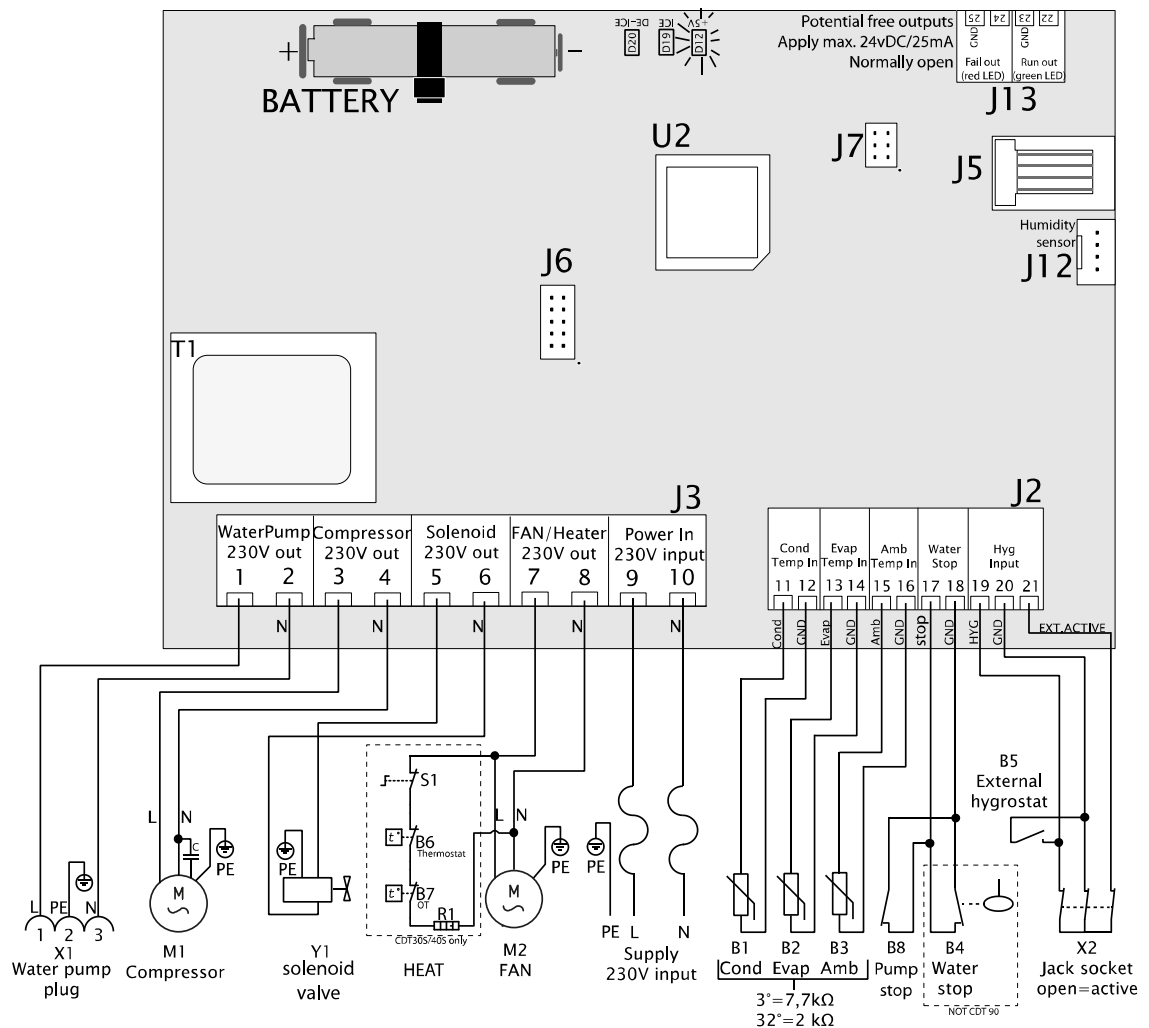 DE-ICE
ICE
+5V
D20
D19
D12
Potential free outputs
Apply max. 24vDC/25mA
Normally open
25
24
23
22
GND
GND
Fail out
(red LED)
Run out
(green LED)
J13
+
-
BATTERY
U2
J7
J5
Humidity
sensor
J12
J6
T1
J3
J2
WaterPump
230V out
1
2
Compressor
230V out
3
4
Solenoid
230V out
5
6
FAN/Heater
230V out
7
8
Power In
230V input
9
10
Cond
Temp In
11
12
Evap
Temp In
13
14
Amb
Temp In
15
16
Water
Stop
17
18
Hyg
Input
19
20
21
N
N
N
N
N
Cond
GND
Evap
GND
Amb
GND
stop
GND
HYG
GND
EXT.ACTIVE
L
PE
N
1
2
3
X1
Water pump
plug
L
N
C
PE
M
M1
Compressor
PE
Y1
solenoid
valve
S1
t°
B6
Thermostat
t°
B7
OT
R1
CDT30S/40S only
HEAT
L
N
PE
M
M2
FAN
PE
PE
L
N
Supply
230V input
B1
Cond
B2
Evap
B3
Amb
3°=7,7kΩ
32°=2 kΩ
B8
Pump
stop
B4
Water
stop
NOT CDT 90
B5
External
hygrostat
X2
Jack socket
open=active